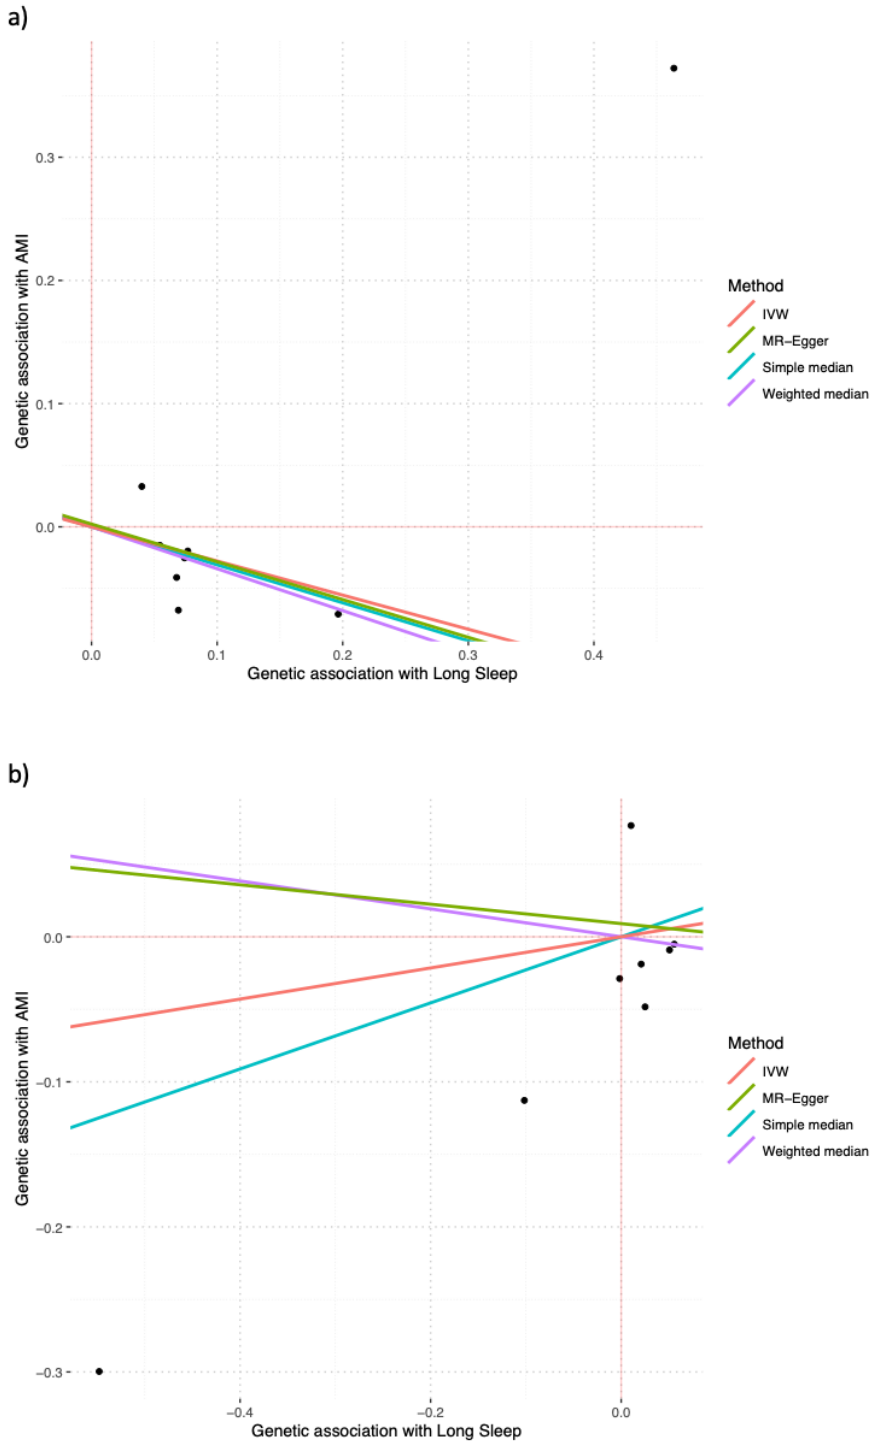 a)
0.3
0.2
0.1
0.0
Genetic association with AMI
0.0 0.1 0.2 0.3 0.4
Genetic association with Long Sleep
Method
IVW
MR−Egger
Simple median
Weighted median
b)
0.0
−0.1
−0.2
−0.3
Genetic association with AMI
−0.4 −0.2 0.0
Genetic association with Long Sleep
Method
IVW
MR−Egger
Simple median
Weighted median